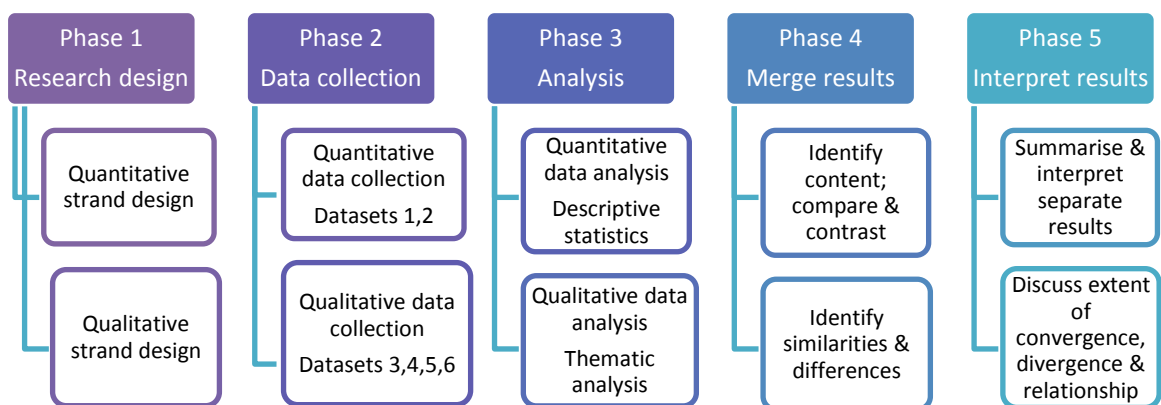 Phase 1
Research design
Quantitative
strand design
Qualitative
strand design
Phase 2
Data collection
Quantitative
data collection
Datasets 1,2
Qualitative data
collection
Datasets 3,4,5,6
Phase 3
Analysis
Quantitative
data analysis
Descriptive
statistics
Qualitative data
analysis
Thematic
analysis
Phase 4
Merge results
Identify
content;
compare &
contrast
Identify
similarities &
differences
Phase 5
Interpret results
Summarise &
interpret
separate
results
Discuss extent
of
convergence,
divergence &
relationship